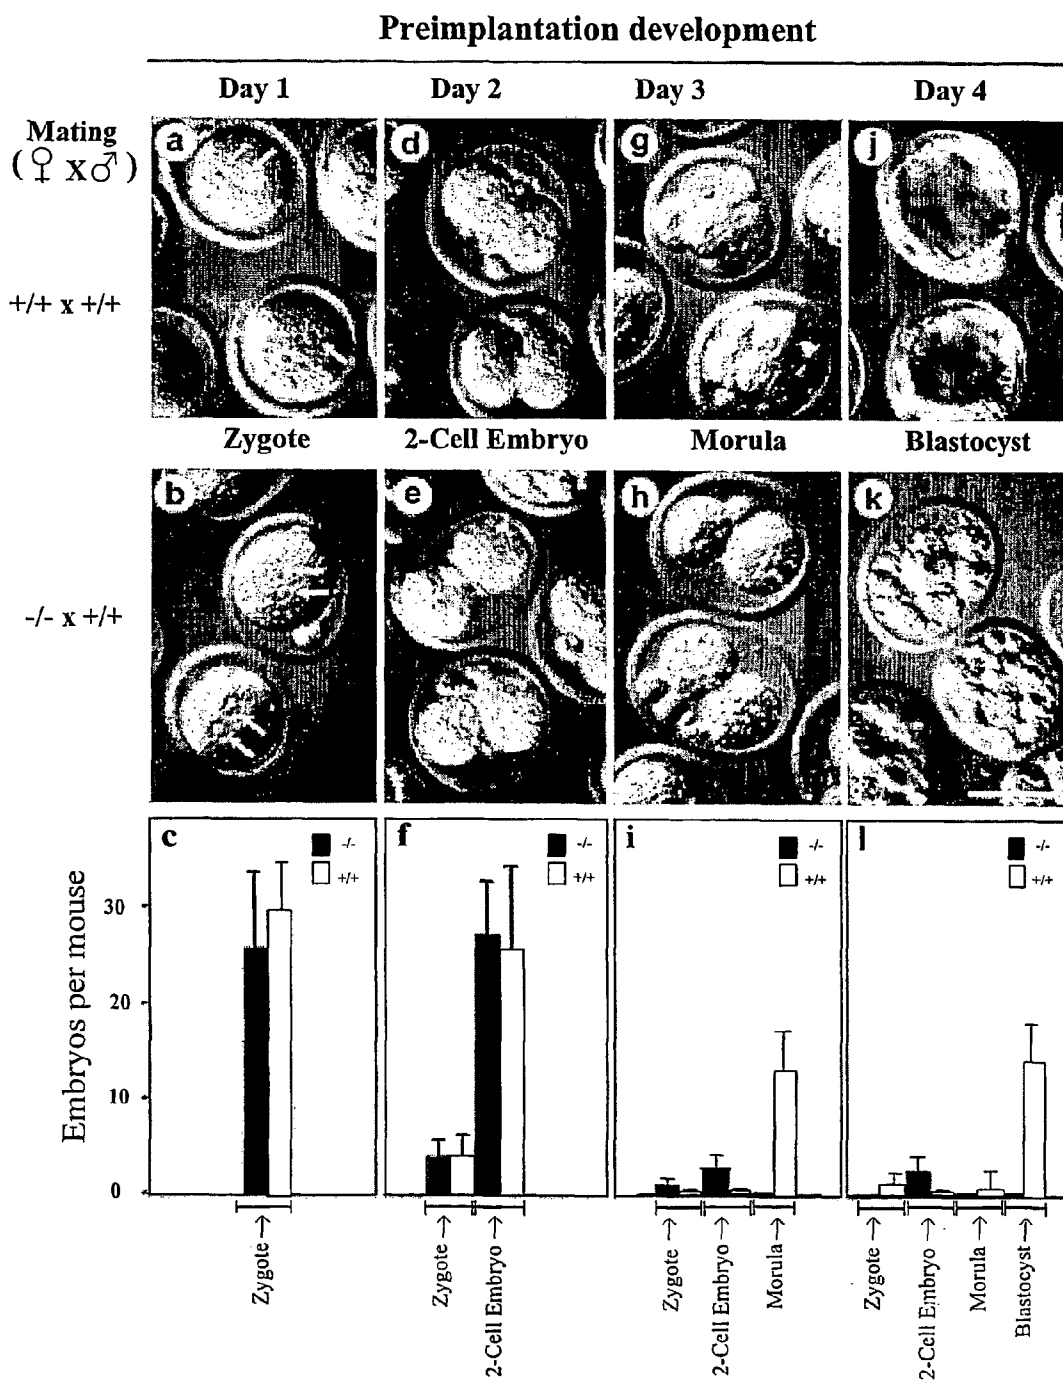 Preimplantation development
Day 1 Day 2 Day 3 Day 4
Mating
(♀ x♂)
a d g j
+/+ x +/+
Zygote 2-Cell Embryo Morula Blastocyst
b e h k
-/- x +/+
c f i l
-/- -/- -/- -/-
+/+ +/+ +/+ +/+
Embryos per mouse
30
20
10
0
Zygote →
Zygote →
2-Cell Embryo →
Zygote →
2-Cell Embryo →
Morula →
Zygote →
2-Cell Embryo →
Morula →
Blastocyst →